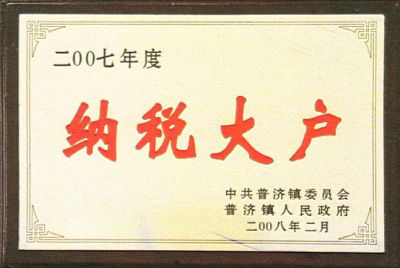 二00七年度
纳税大户
中共普济镇委员会
普济镇人民政府
二00八年二月